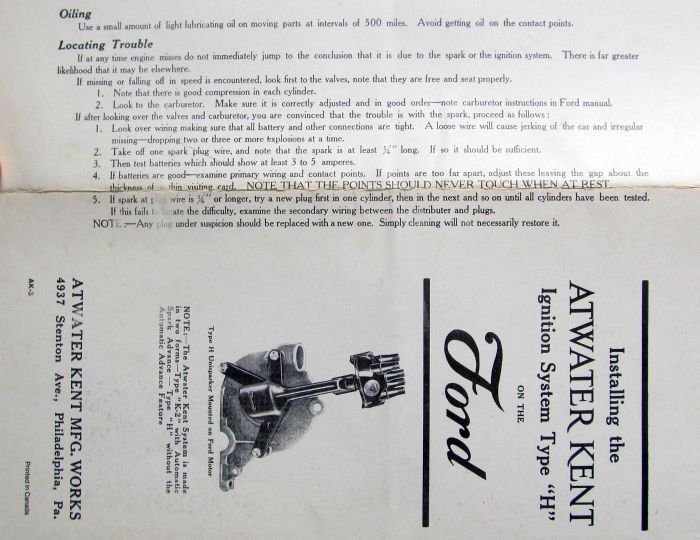 Oiling
Use a small amount of light lubricating oil on moving parts at intervals of 500 miles. Avoid getting oil on the contact points.
Locating Trouble
If at any time engine misses do not immediately jump to the conclusion that it is due to the spark or the ignition system. There is far greater
likelihood that it may be elsewhere.
If missing or falling off in speed is encountered, look first to the valves, note that they are free and seat properly.
1. Note that there is good compression in each cylinder.
2. Look to the carburetor. Make sure it is correctly adjusted and in good order—note carburetor instructions in Ford manual.
If after looking over the valves and carburetor, you are convinced that the trouble is with the spark, proceed as follows:
1. Look over wiring making sure that all battery and other connections are tight. A loose wire will cause jerking of the car and irregular
missing—dropping two or three or more explosions at a time.
2. Take off one spark plug wire, and note that the spark is at least ¼" long. If so it should be sufficient.
3. Then test batteries which should show at least 3 to 5 amperes.
4. If batteries are good—examine primary wiring and contact points. If points are too far apart, adjust these leaving the gap about the
thickness of a thin visiting card. NOTE THAT THE POINTS SHOULD NEVER TOUCH WHEN AT REST.
5. If spark at plug wire is ¼" or longer, try a new plug first in one cylinder, then in the next and so on until all cylinders have been tested.
If this fails to locate the difficulty, examine the secondary wiring between the distributer and plugs.
NOTE.—Any plug under suspicion should be replaced with a new one. Simply cleaning will not necessarily restore it.
Installing the
ATWATER KENT
Ignition System Type "H"
ON THE
Ford
Type H Unisparker Mounted on Ford Motor
NOTE:—The Atwater Kent System is made
in two forms—Type "K-2" with Automatic
Spark Advance—Type "H" without the
Automatic Advance Feature
ATWATER KENT MFG. WORKS
4937 Stenton Ave., Philadelphia, Pa.
AK-3
Printed in Canada